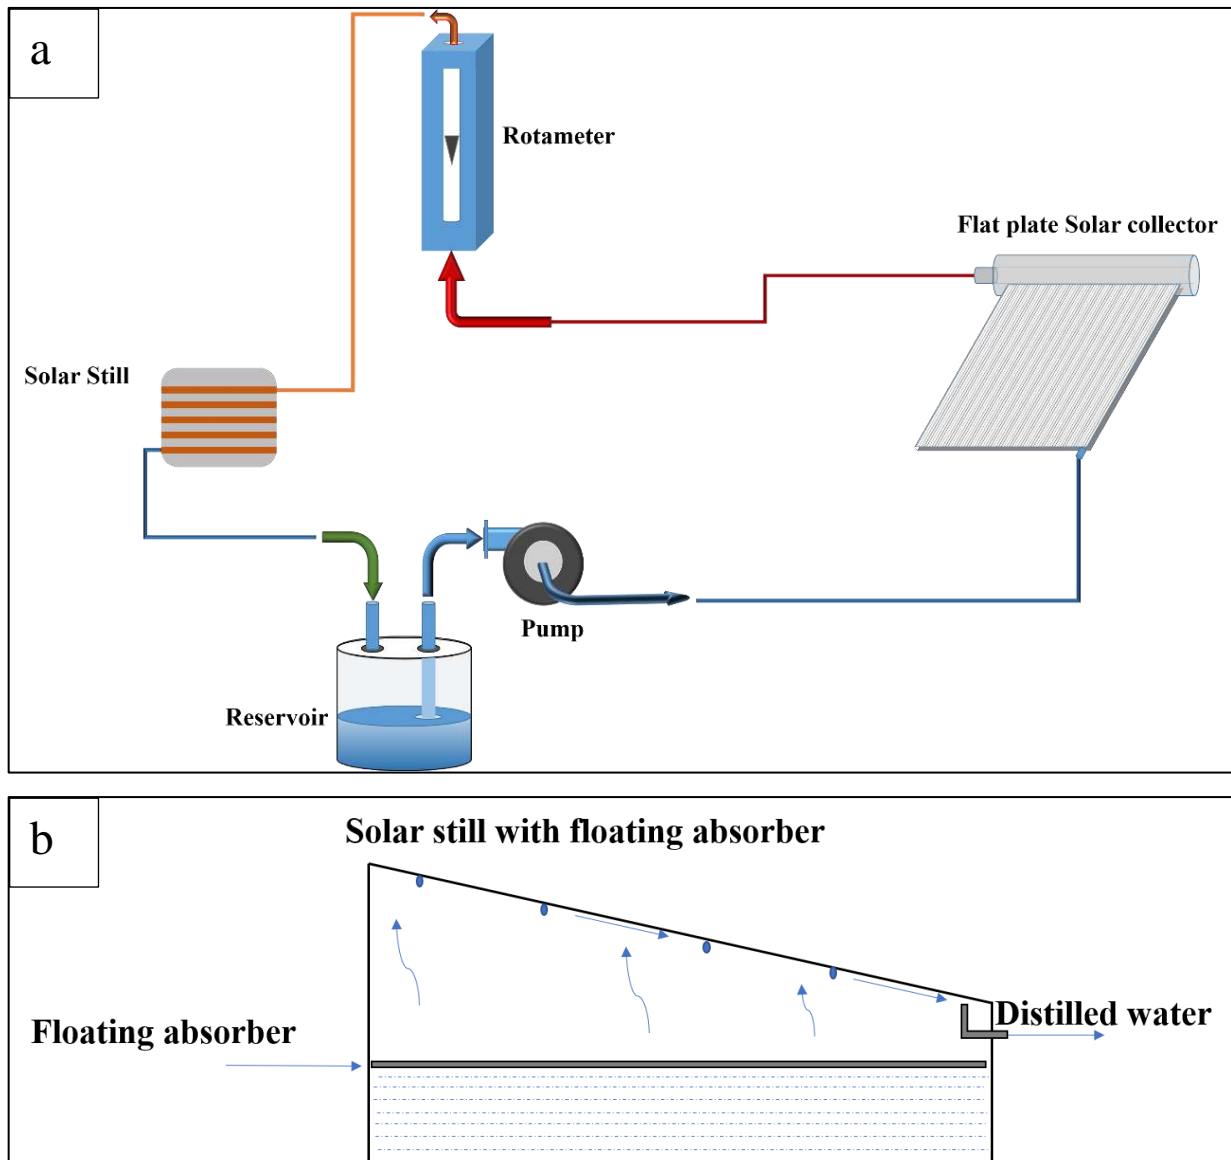 a
Rotameter
Flat plate Solar collector
Solar Still
Pump
Reservoir
b
Solar still with floating absorber
Distilled water
Floating absorber